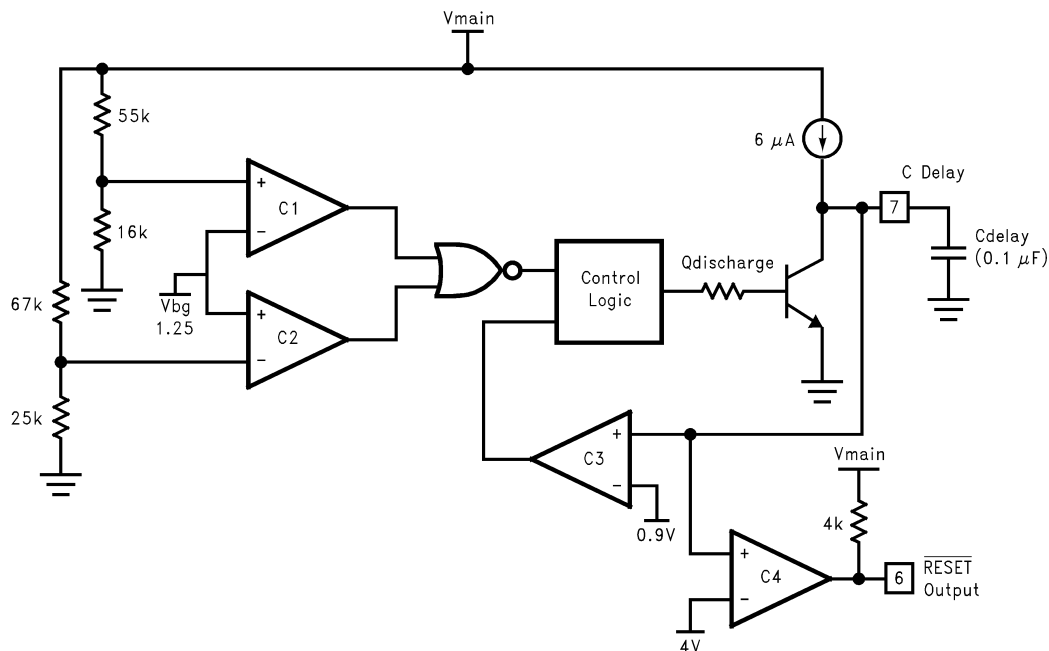 Vmain
55k
6 μA
C Delay
+
C1
7
16k
−
Cdelay
(0.1 μF)
Qdischarge
Control
Logic
67k
Vbg
1.25
+
C2
−
25k
+
C3
−
Vmain
0.9V
4k
+
C4
6
RESET
Output
−
4V